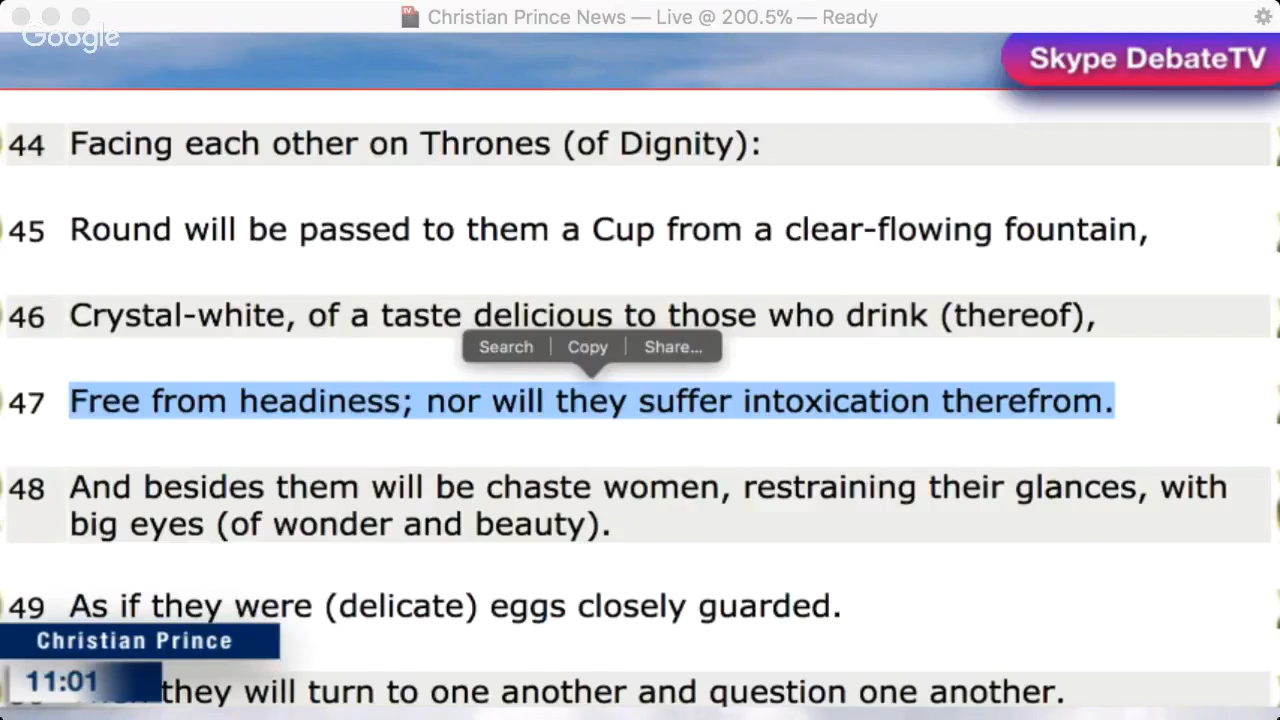 Christian Prince News — Live @ 200.5% — Ready
Google
Skype DebateTV
44 Facing each other on Thrones (of Dignity):
45 Round will be passed to them a Cup from a clear-flowing fountain,
46 Crystal-white, of a taste delicious to those who drink (thereof),
Search Copy Share...
47 Free from headiness; nor will they suffer intoxication therefrom.
48 And besides them will be chaste women, restraining their glances, with
big eyes (of wonder and beauty).
49 As if they were (delicate) eggs closely guarded.
Christian Prince
11:01
they will turn to one another and question one another.